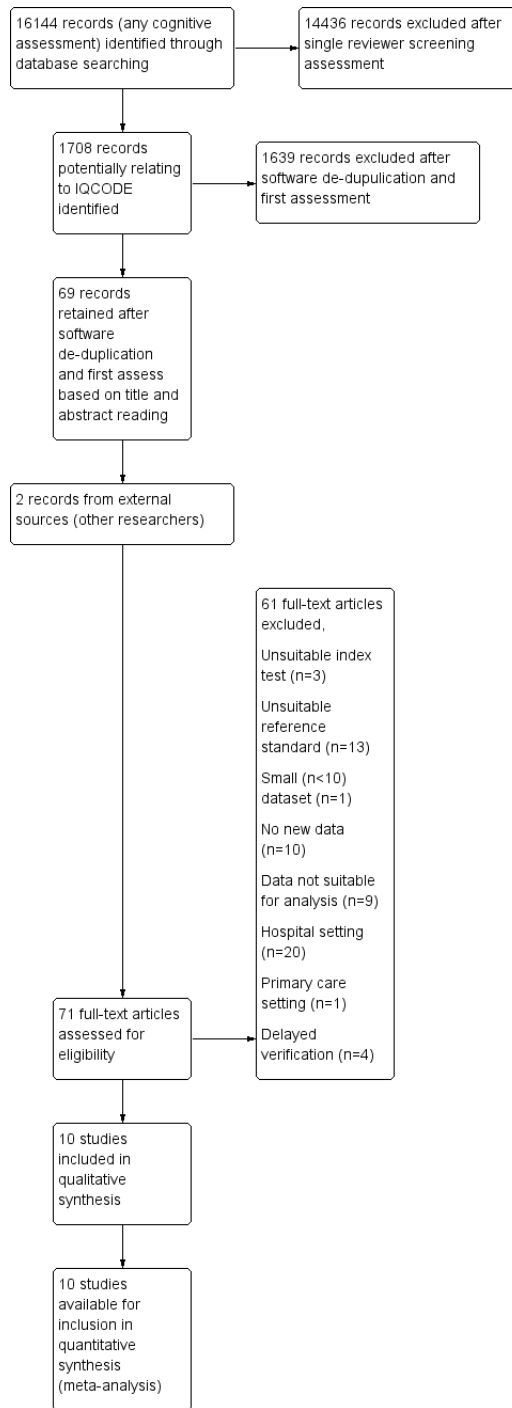 16144 records (any cognitive
assessment) identified through
database searching
14436 records excluded after
single reviewer screening
assessment
1708 records
potentially relating
to IQCODE
identified
1639 records excluded after
software de-dupulication and
first assessment
69 records
retained after
software
de-duplication
and first assess
based on title and
abstract reading
2 records from external
sources (other researchers)
61 full-text articles
excluded,
Unsuitable index
test (n=3)
Unsuitable
reference
standard (n=13)
Small (n<10)
dataset (n=1)
No new data
(n=10)
Data not suitable
for analysis (n=9)
Hospital setting
(n=20)
Primary care
setting (n=1)
Delayed
verification (n=4)
71 full-text articles
assessed for
eligibility
10 studies
included in
qualitative
synthesis
10 studies
available for
inclusion in
quantitative
synthesis
(meta-analysis)